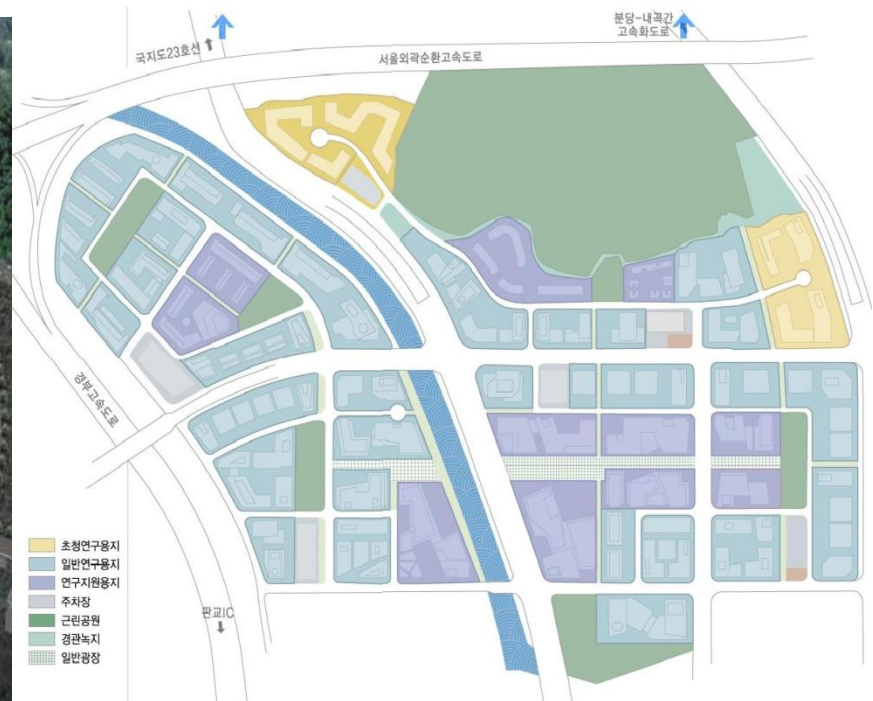 분당-내곡간
고속화도로
국지도23호선
서울외곽순환고속도로
경부고속도로
판교IC
초청연구용지
일반연구용지
연구지원용지
주차장
근린공원
경관녹지
일반광장